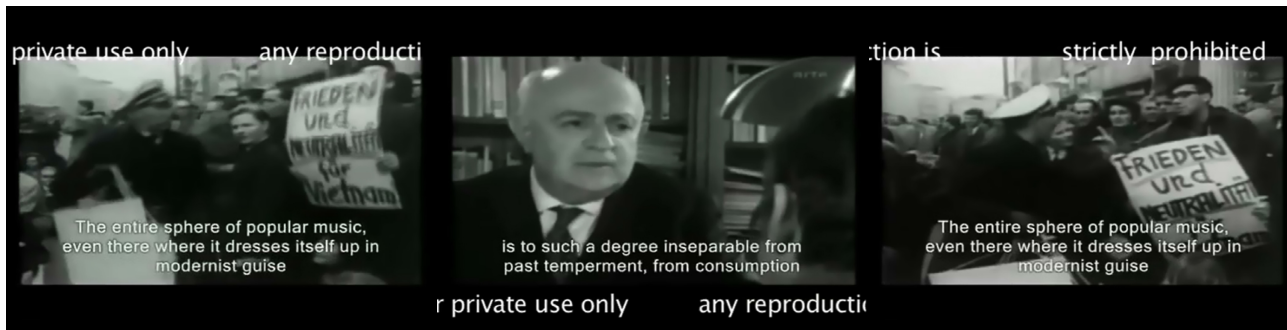 private use only any reproducti
FRIEDEN
und
NEUTRALITÄT
für
Vietnam
The entire sphere of popular music,
even there where it dresses itself up in
modernist guise
arte
is to such a degree inseparable from
past temperment, from consumption
r private use only any reproductio
ction is strictly prohibited
FRIEDEN
und
NEUTRALITÄT
The entire sphere of popular music,
even there where it dresses itself up in
modernist guise